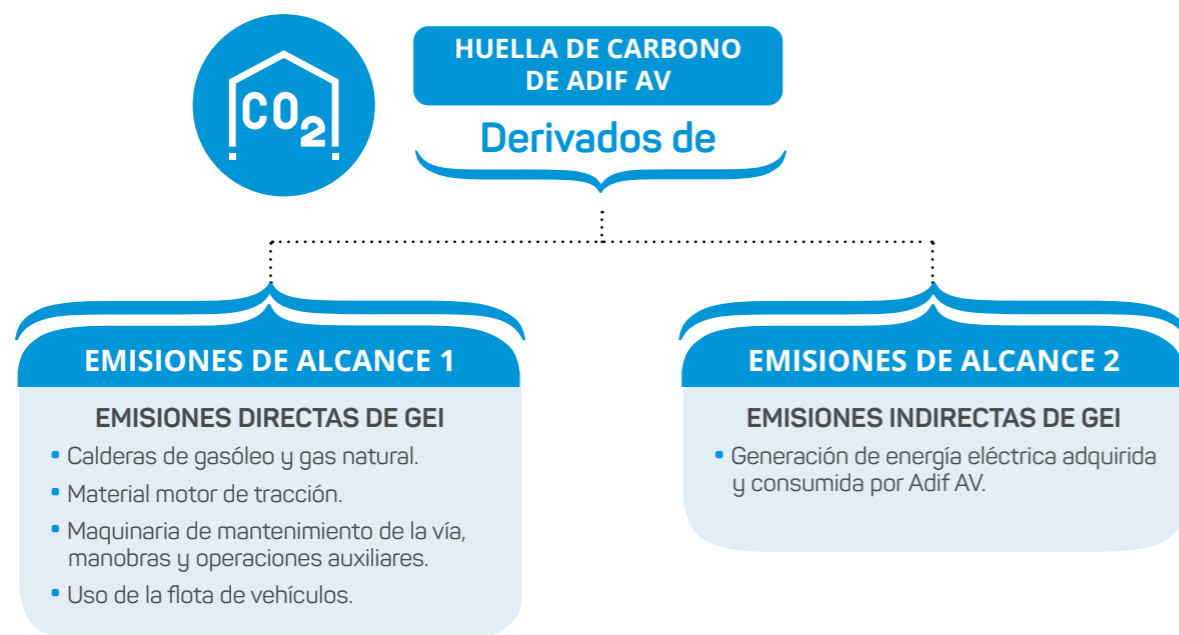 CO2
HUELLA DE CARBONO
DE ADIF AV
Derivados de
EMISIONES DE ALCANCE 1
EMISIONES DIRECTAS DE GEI
• Calderas de gasóleo y gas natural.
• Material motor de tracción.
• Maquinaria de mantenimiento de la vía,
manobras y operaciones auxiliares.
• Uso de la flota de vehículos.
EMISIONES DE ALCANCE 2
EMISIONES INDIRECTAS DE GEI
• Generación de energía eléctrica adquirida
y consumida por Adif AV.